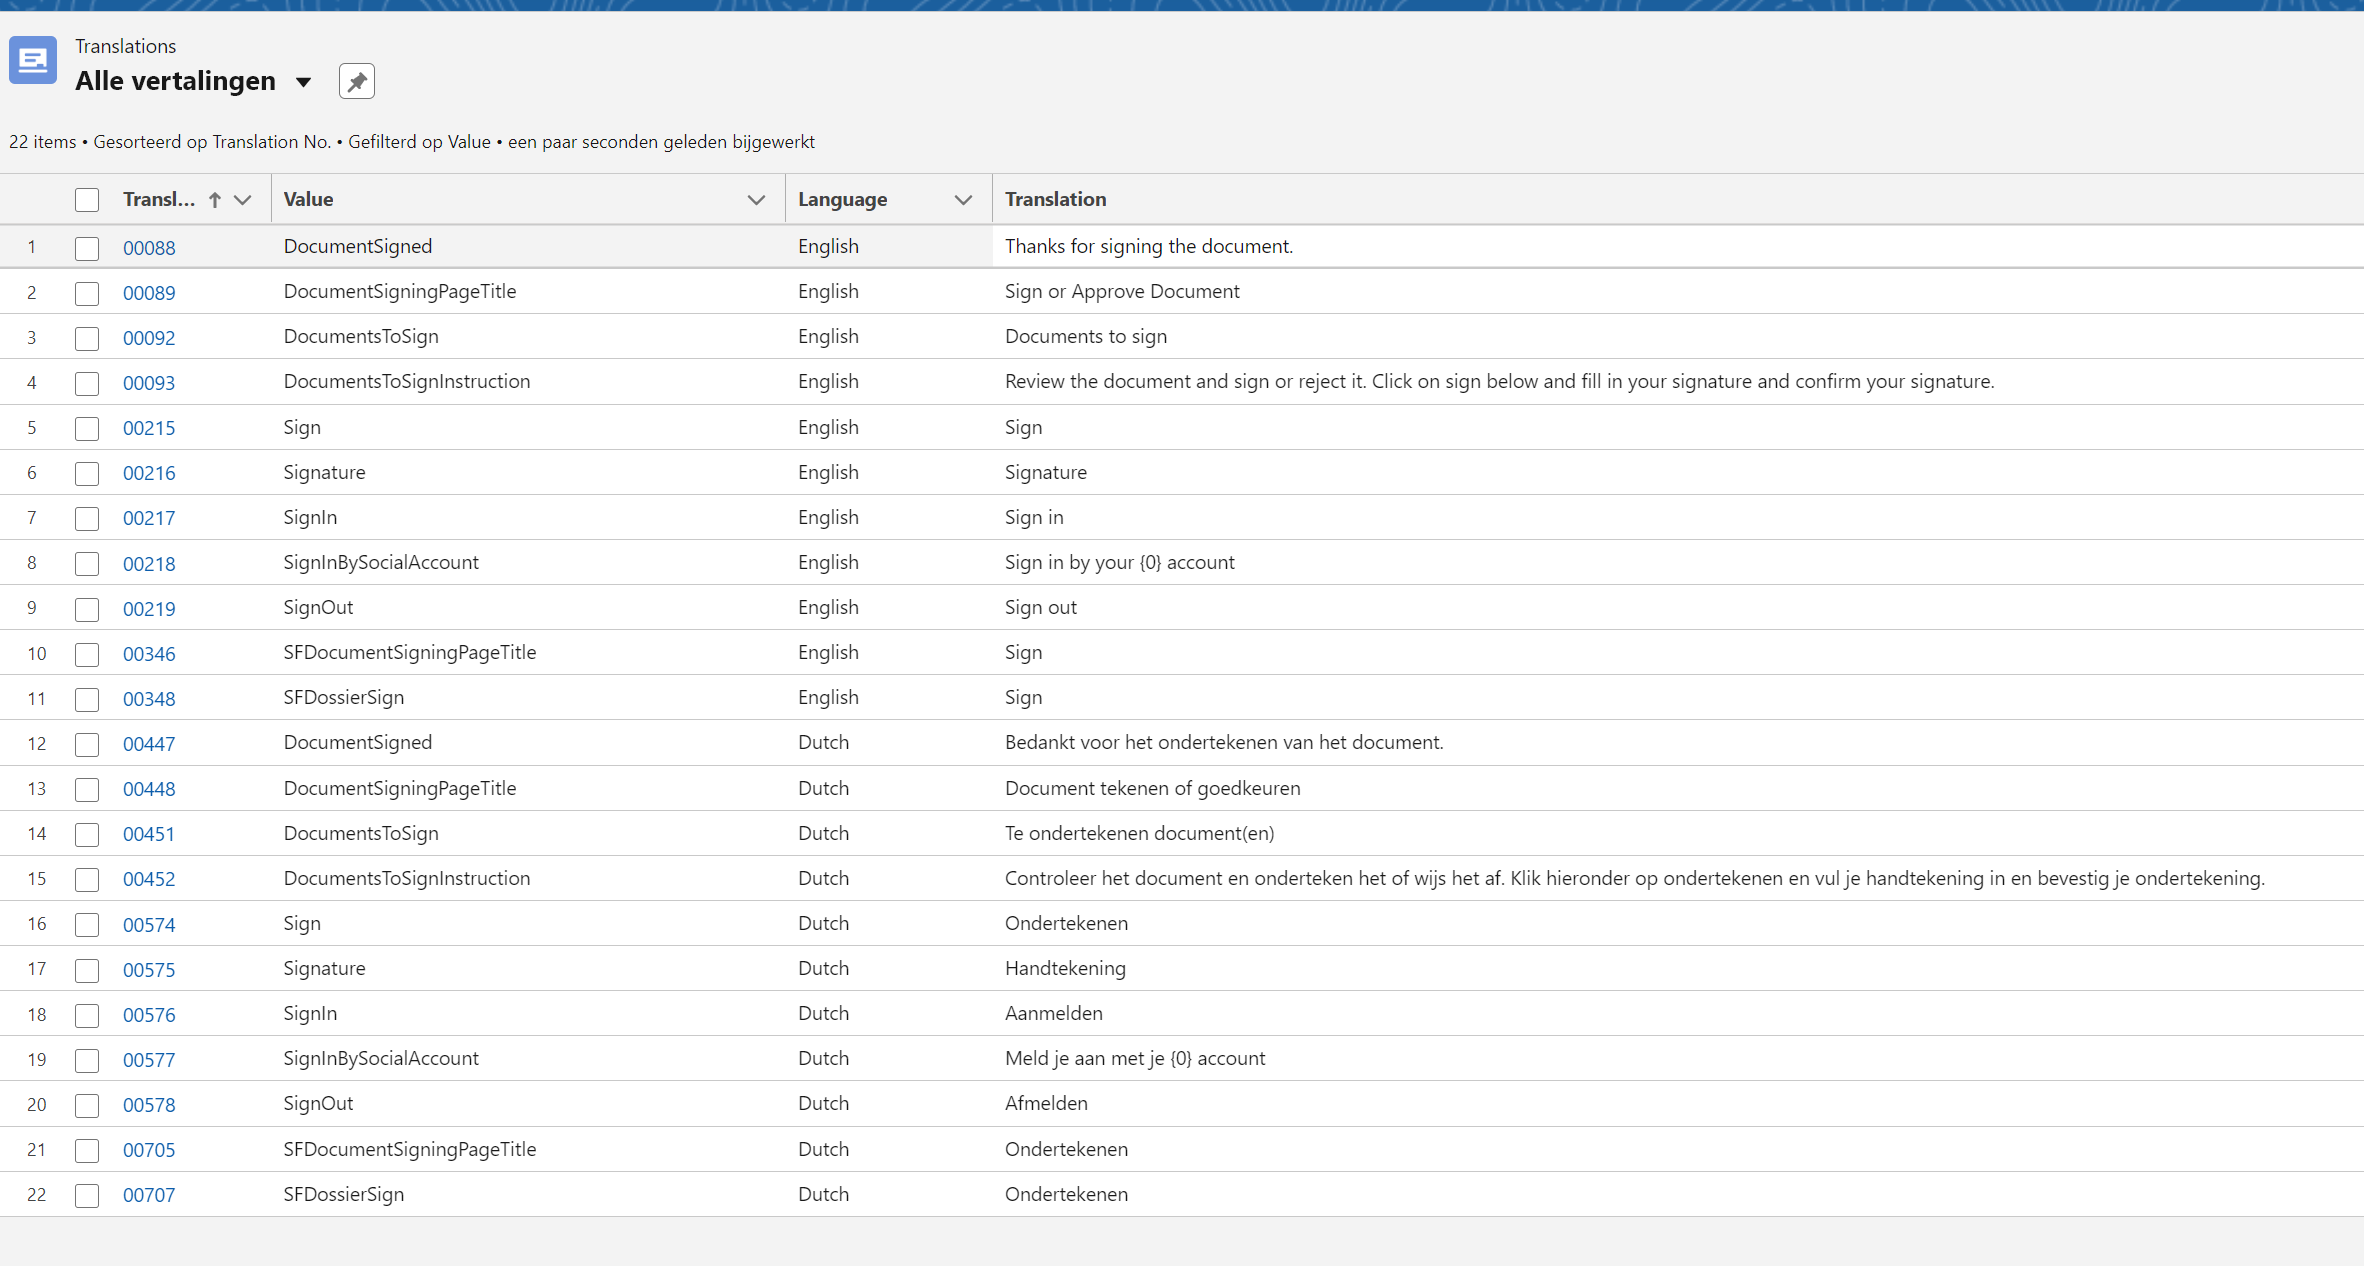 Translations
Alle vertalingen
22 items • Gesorteerd op Translation No. • Gefilterd op Value • een paar seconden geleden bijgewerkt
Transl... Value Language Translation
1 00088 DocumentSigned English Thanks for signing the document.
2 00089 DocumentSigningPageTitle English Sign or Approve Document
3 00092 DocumentsToSign English Documents to sign
4 00093 DocumentsToSignInstruction English Review the document and sign or reject it. Click on sign below and fill in your signature and confirm your signature.
5 00215 Sign English Sign
6 00216 Signature English Signature
7 00217 SignIn English Sign in
8 00218 SignInBySocialAccount English Sign in by your {0} account
9 00219 SignOut English Sign out
10 00346 SFDocumentSigningPageTitle English Sign
11 00348 SFDossierSign English Sign
12 00447 DocumentSigned Dutch Bedankt voor het ondertekenen van het document.
13 00448 DocumentSigningPageTitle Dutch Document tekenen of goedkeuren
14 00451 DocumentsToSign Dutch Te ondertekenen document(en)
15 00452 DocumentsToSignInstruction Dutch Controleer het document en onderteken het of wijs het af. Klik hieronder op ondertekenen en vul je handtekening in en bevestig je ondertekening.
16 00574 Sign Dutch Ondertekenen
17 00575 Signature Dutch Handtekening
18 00576 SignIn Dutch Aanmelden
19 00577 SignInBySocialAccount Dutch Meld je aan met je {0} account
20 00578 SignOut Dutch Afmelden
21 00705 SFDocumentSigningPageTitle Dutch Ondertekenen
22 00707 SFDossierSign Dutch Ondertekenen